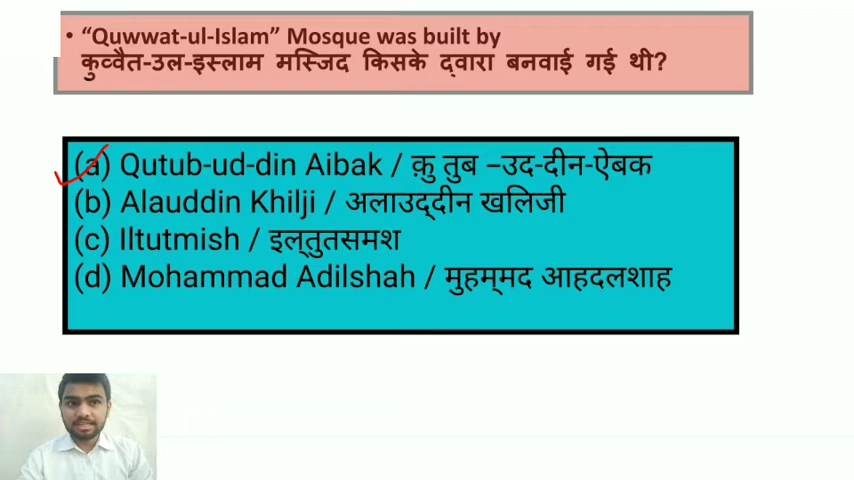 • “Quwwat-ul-Islam” Mosque was built by
कुव्वैत-उल-इस्लाम मस्जिद किसके द्वारा बनवाई गई थी?
(a) Qutub-ud-din Aibak / क़ु तुब –उद-दीन-ऐबक
(b) Alauddin Khilji / अलाउद्दीन खलिजी
(c) Iltutmish / इल्तुतसमश
(d) Mohammad Adilshah / मुहम्मद आहदलशाह